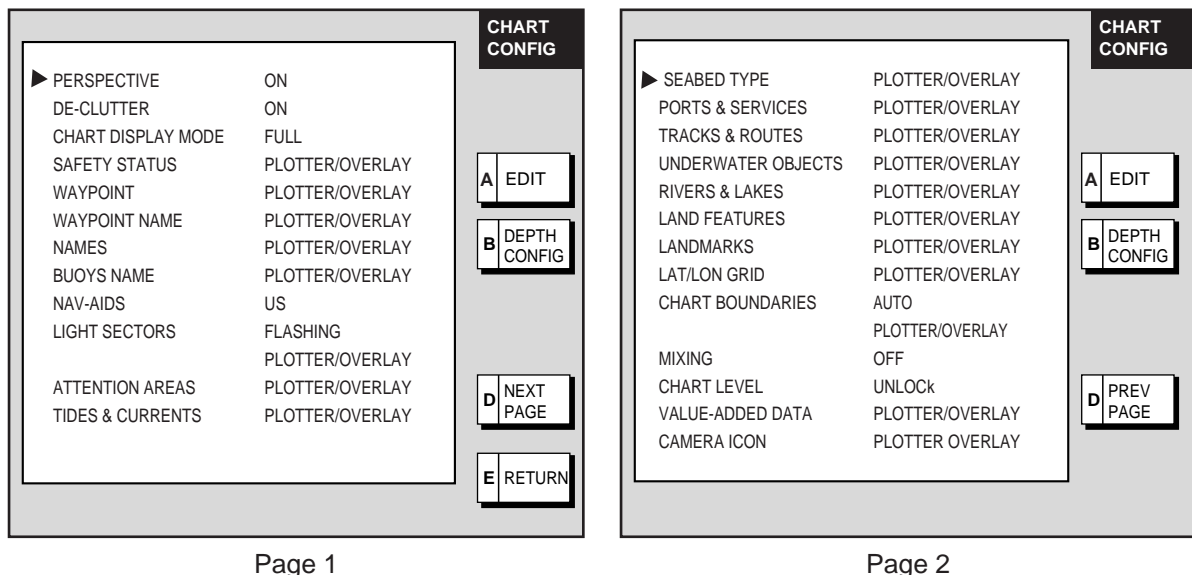 CHART
CONFIG
PERSPECTIVE ON
DE-CLUTTER ON
CHART DISPLAY MODE FULL
SAFETY STATUS PLOTTER/OVERLAY
WAYPOINT PLOTTER/OVERLAY
WAYPOINT NAME PLOTTER/OVERLAY
NAMES PLOTTER/OVERLAY
BUOYS NAME PLOTTER/OVERLAY
NAV-AIDS US
LIGHT SECTORS FLASHING
PLOTTER/OVERLAY
ATTENTION AREAS PLOTTER/OVERLAY
TIDES & CURRENTS PLOTTER/OVERLAY
A EDIT
B DEPTH
CONFIG
D NEXT
PAGE
E RETURN
Page 1
CHART
CONFIG
SEABED TYPE PLOTTER/OVERLAY
PORTS & SERVICES PLOTTER/OVERLAY
TRACKS & ROUTES PLOTTER/OVERLAY
UNDERWATER OBJECTS PLOTTER/OVERLAY
RIVERS & LAKES PLOTTER/OVERLAY
LAND FEATURES PLOTTER/OVERLAY
LANDMARKS PLOTTER/OVERLAY
LAT/LON GRID PLOTTER/OVERLAY
CHART BOUNDARIES AUTO
PLOTTER/OVERLAY
MIXING OFF
CHART LEVEL UNLOCk
VALUE-ADDED DATA PLOTTER/OVERLAY
CAMERA ICON PLOTTER OVERLAY
A EDIT
B DEPTH
CONFIG
D PREV
PAGE
Page 2